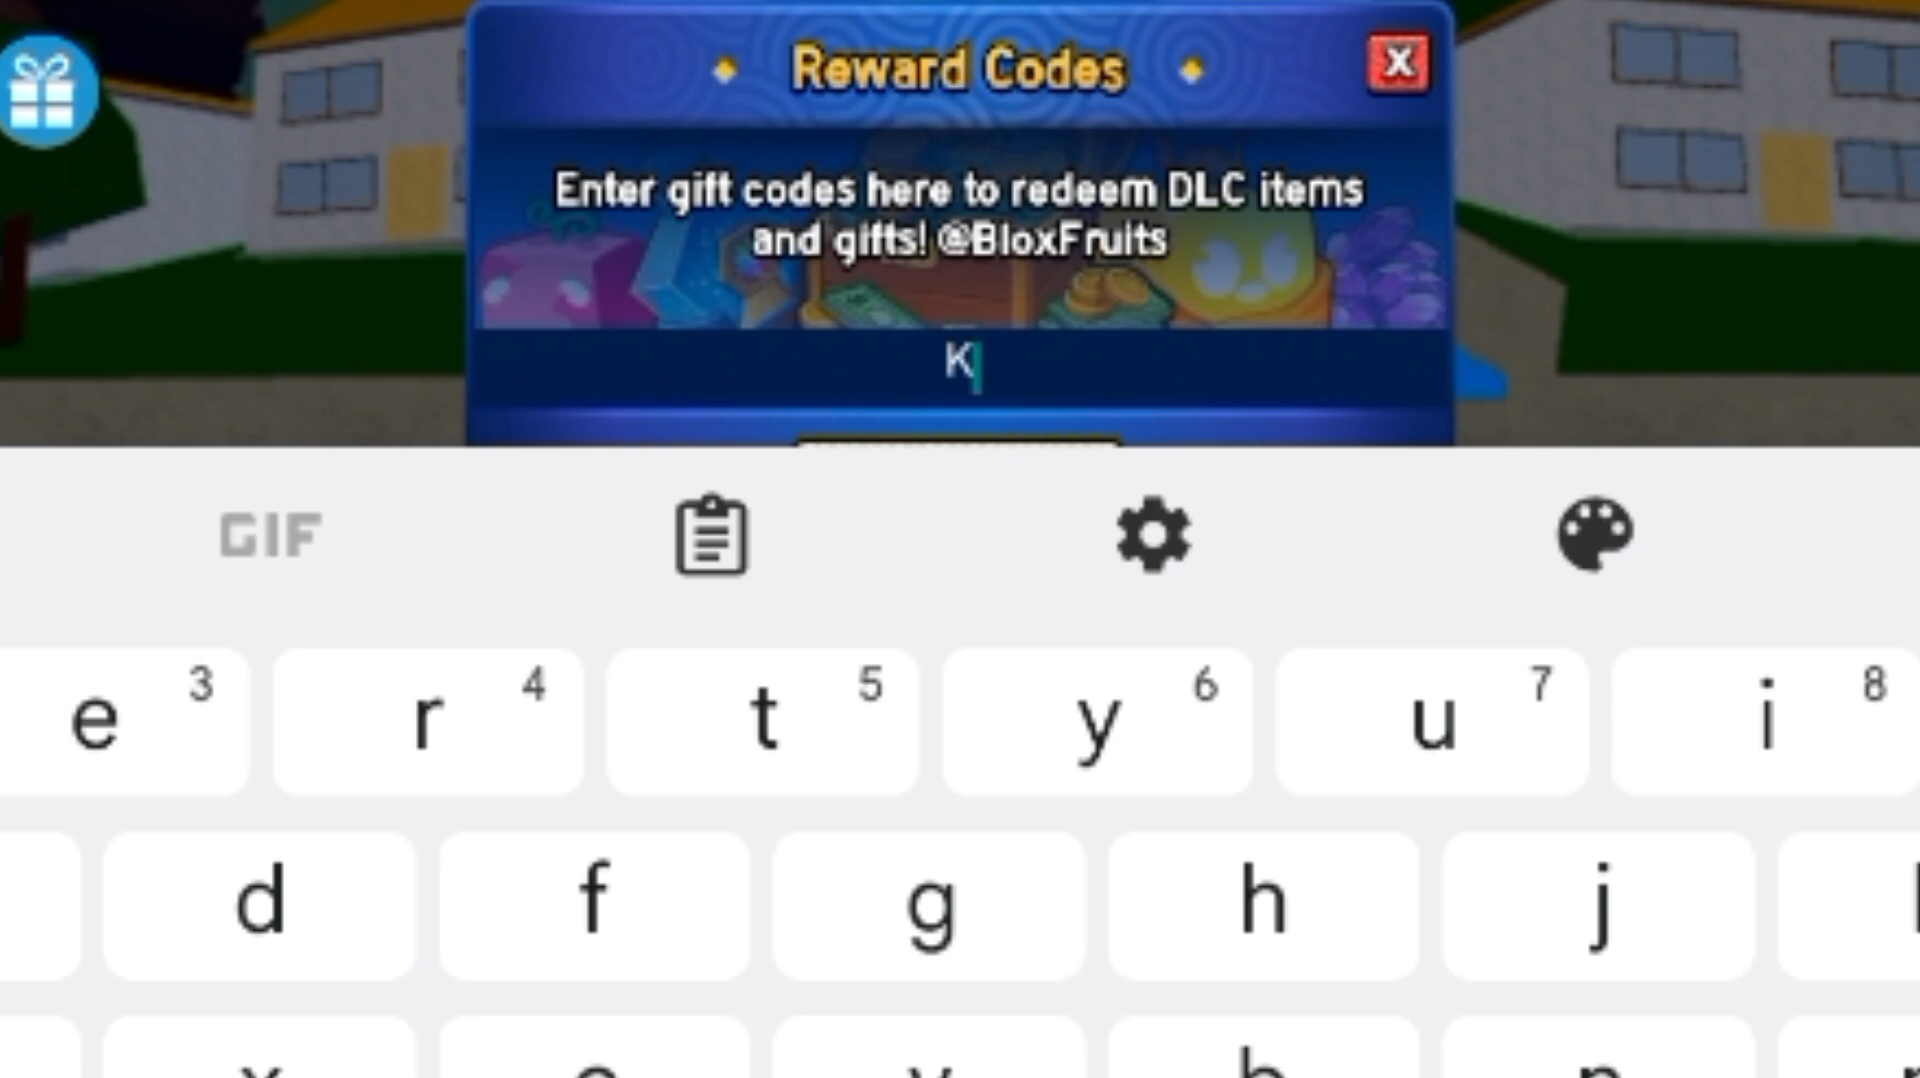 Reward Codes
X
Enter gift codes here to redeem DLC items
and gifts! @BloxFruits
K
GIF
e 3 r 4 t 5 y 6 u 7 i 8
d f g h j
x v b n